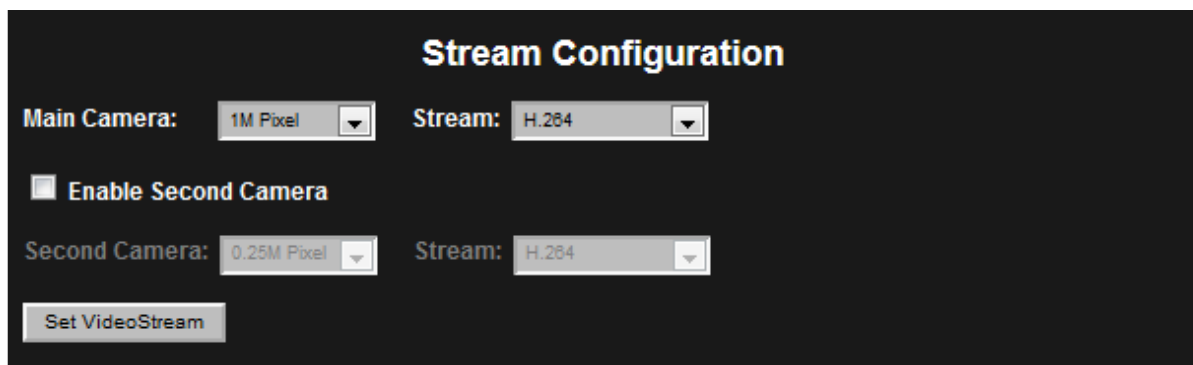 Stream Configuration
Main Camera: 1M Pixel Stream: H.264
Enable Second Camera
Second Camera: 0.25M Pixel Stream: H.264
Set VideoStream